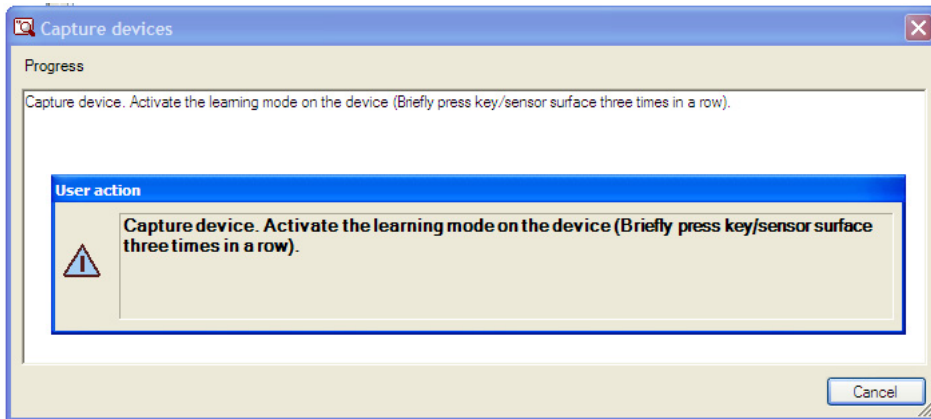 Capture devices
Progress
Capture device. Activate the learning mode on the device (Briefly press key/sensor surface three times in a row).
User action
Capture device. Activate the learning mode on the device (Briefly press key/sensor surface
three times in a row).
Cancel